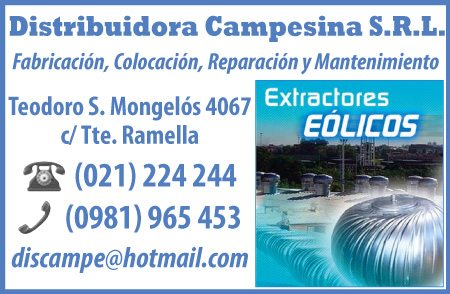 Distribuidora Campesina S.R.L.
Fabricación, Colocación, Reparación y Mantenimiento
Teodoro S. Mongelós 4067
c/ Tte. Ramella
(021) 224 244
(0981) 965 453
discampe@hotmail.com
Extractores
EÓLICOS